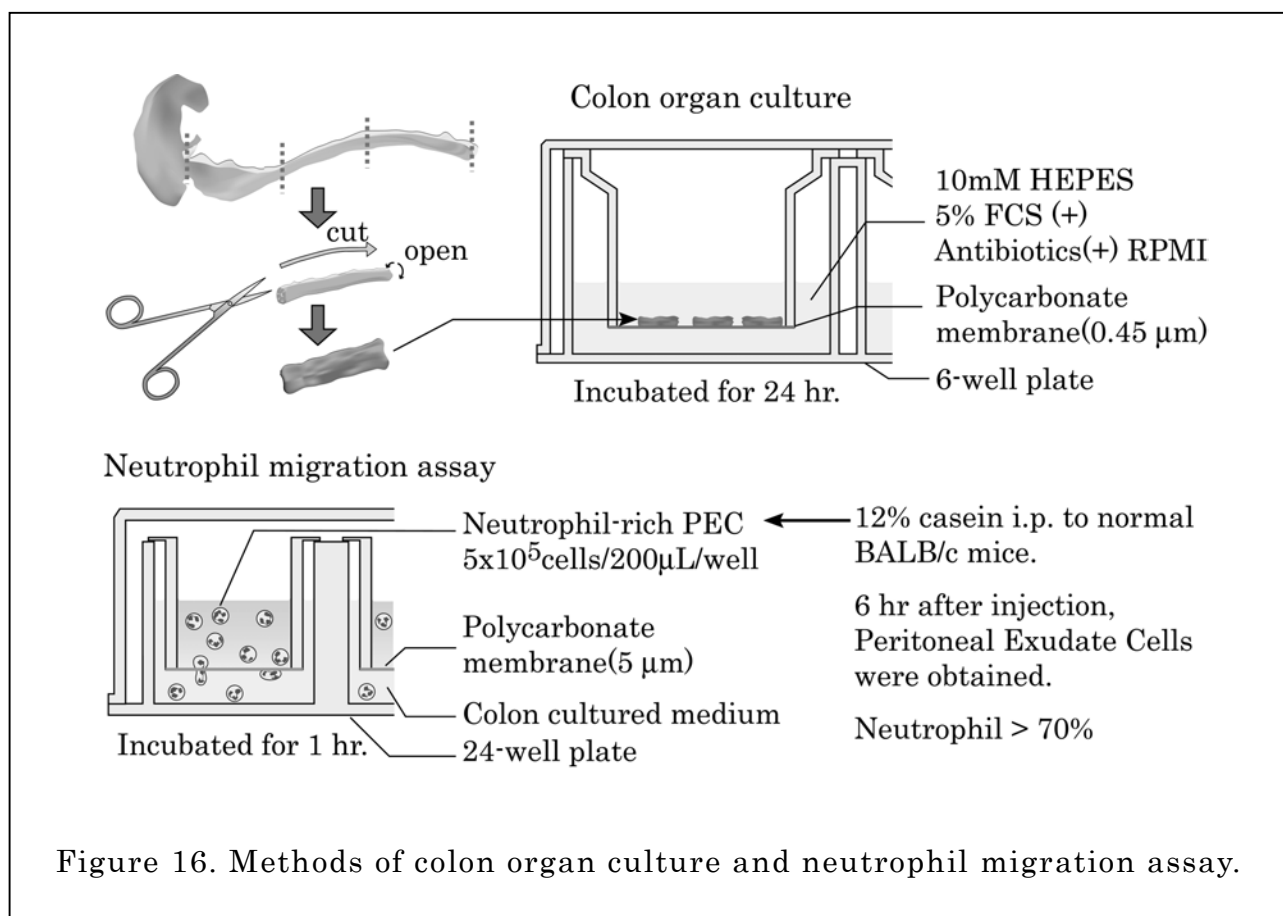 Colon organ culture
cut
open
10mM HEPES
5% FCS (+)
Antibiotics(+) RPMI
Polycarbonate
membrane(0.45 µm)
6-well plate
Incubated for 24 hr.
Neutrophil migration assay
Neutrophil-rich PEC
5x10⁵cells/200µL/well
Polycarbonate
membrane(5 µm)
Colon cultured medium
24-well plate
Incubated for 1 hr.
12% casein i.p. to normal
BALB/c mice.
6 hr after injection,
Peritoneal Exudate Cells
were obtained.
Neutrophil > 70%
Figure 16. Methods of colon organ culture and neutrophil migration assay.